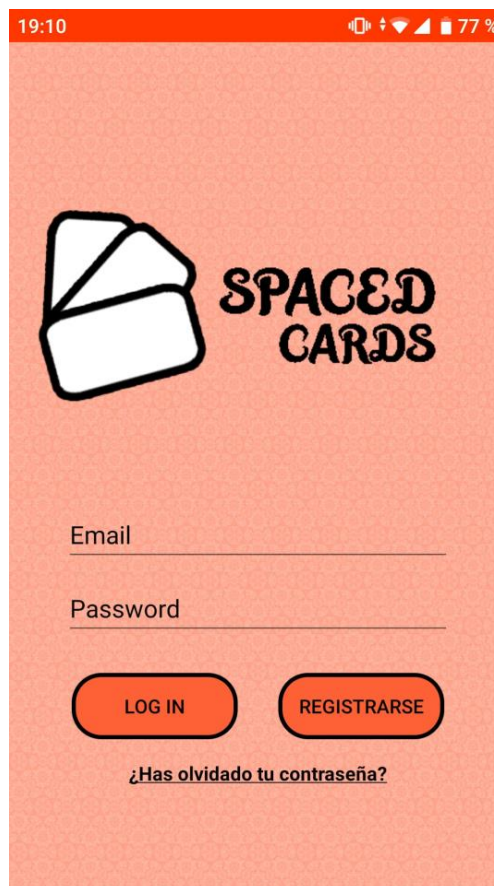 19:10 77 %
SPACED
CARDS
Email
Password
LOG IN REGISTRARSE
¿Has olvidado tu contraseña?